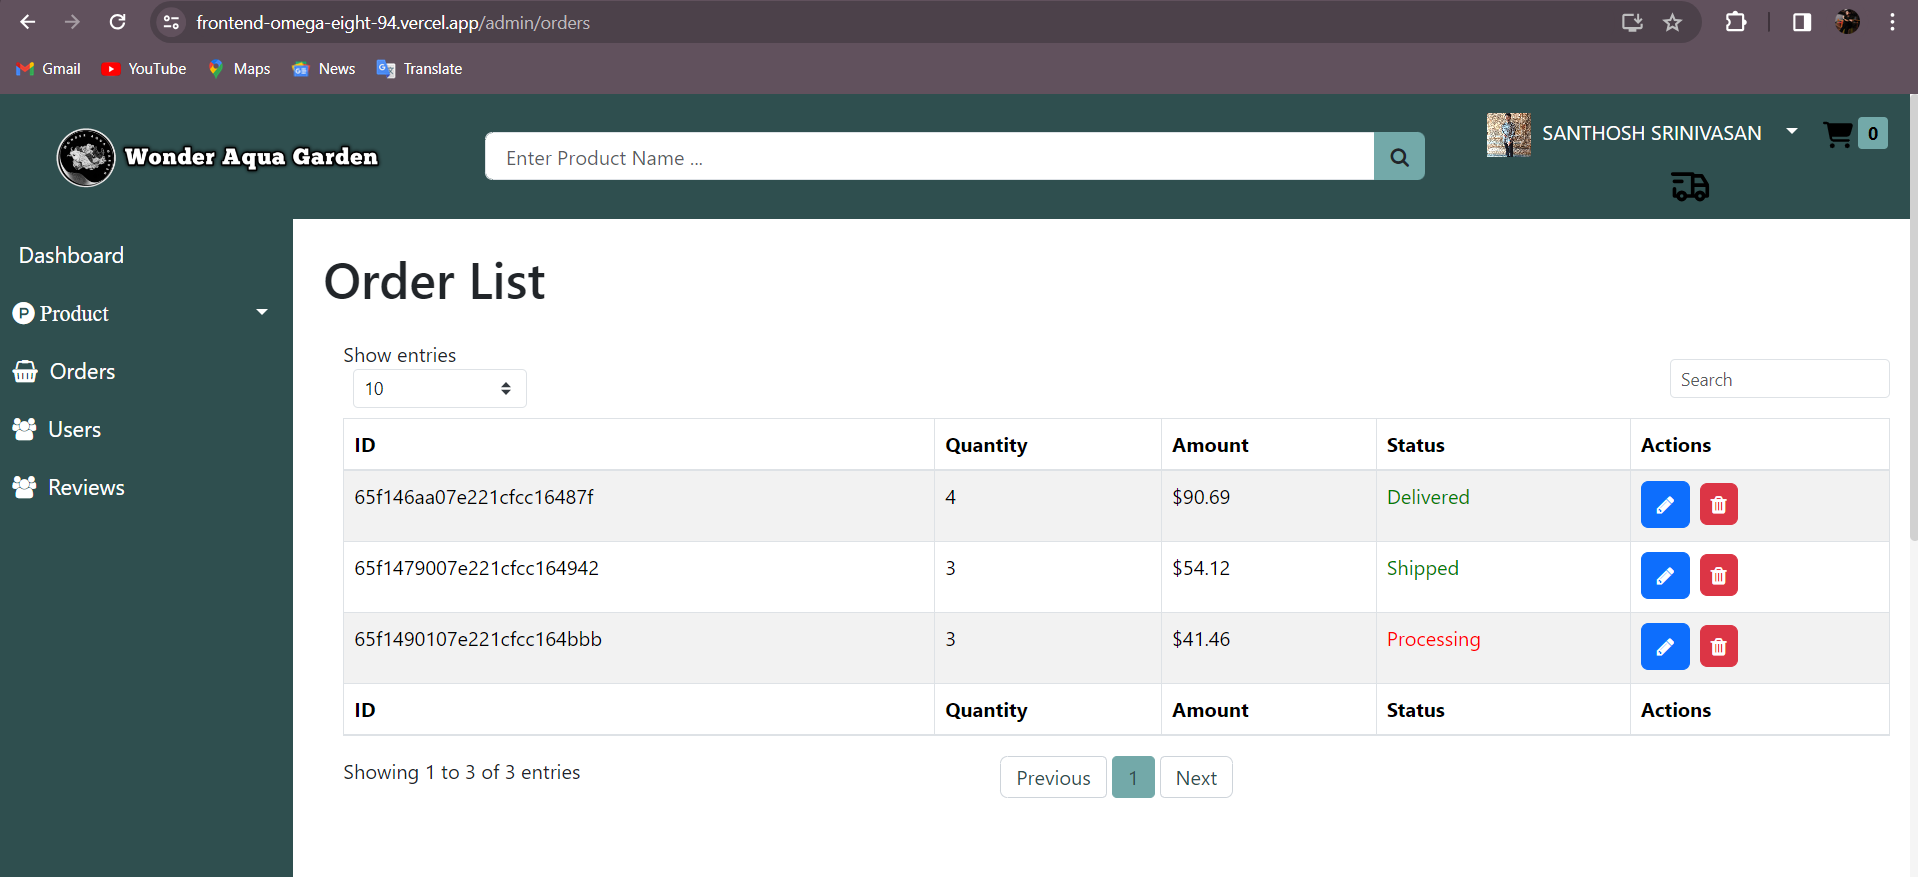 frontend-omega-eight-94.vercel.app/admin/orders
Gmail YouTube Maps News Translate
Wonder Aqua Garden
Enter Product Name ...
SANTHOSH SRINIVASAN
0
Dashboard
Product
Orders
Users
Reviews
Order List
Show entries
10
Search
ID Quantity Amount Status Actions
65f146aa07e221cfcc16487f 4 $90.69 Delivered
65f1479007e221cfcc164942 3 $54.12 Shipped
65f1490107e221cfcc164bbb 3 $41.46 Processing
ID Quantity Amount Status Actions
Showing 1 to 3 of 3 entries
Previous 1 Next